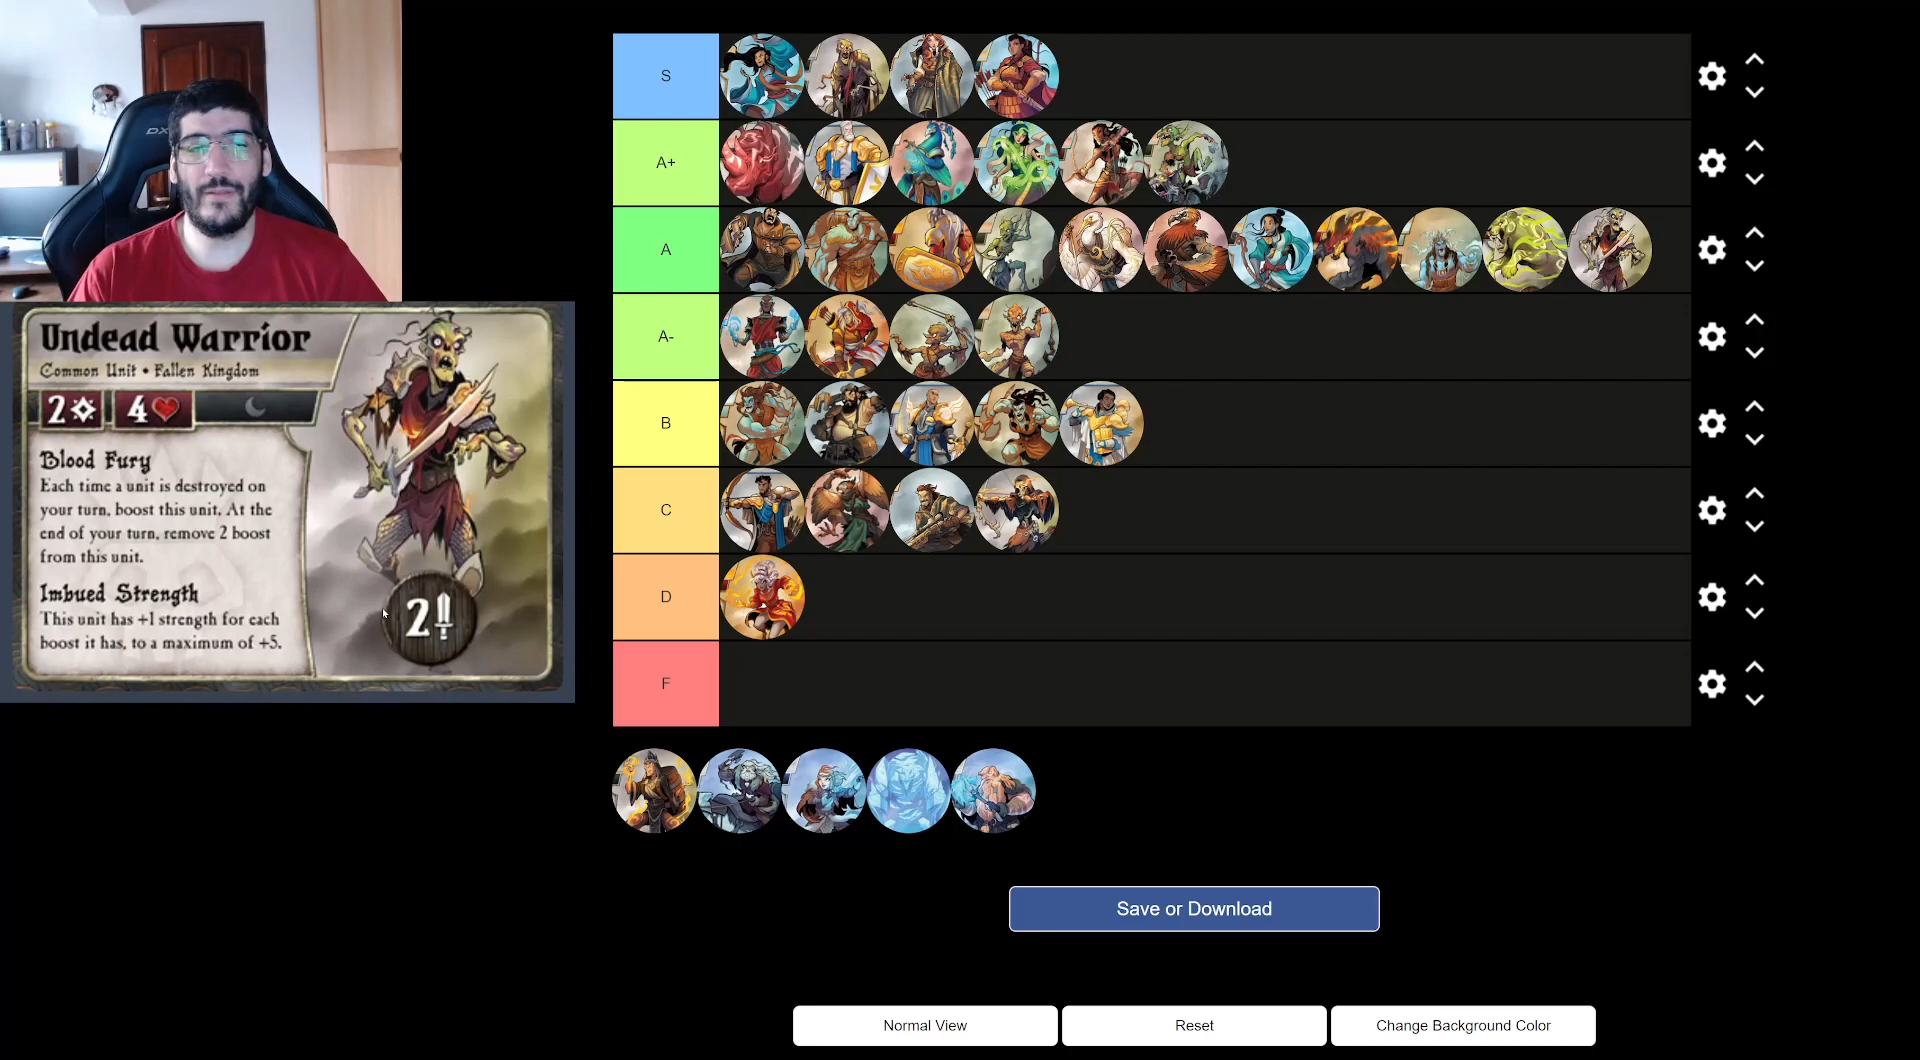 DX
Undead Warrior
Common Unit • Fallen Kingdom
2 4
Blood Fury
Each time a unit is destroyed on
your turn, boost this unit. At the
end of your turn, remove 2 boost
from this unit.
Imbued Strength
This unit has +1 strength for each
boost it has, to a maximum of +5.
2
S
A+
A
A-
B
C
D
F
Save or Download
Normal View
Reset
Change Background Color